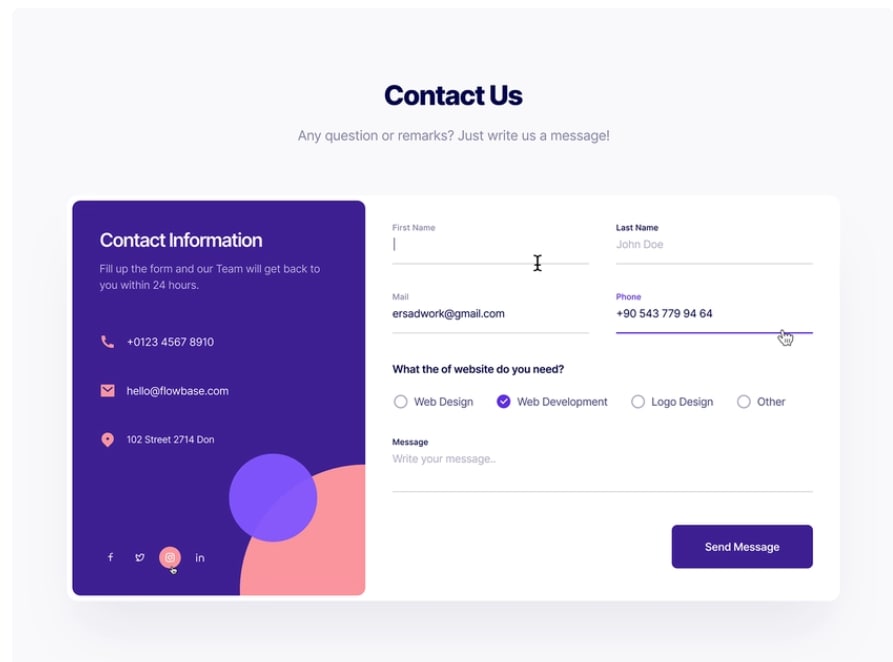 Contact Us
Any question or remarks? Just write us a message!
Contact Information
Fill up the form and our Team will get back to
you within 24 hours.
+0123 4567 8910
hello@flowbase.com
102 Street 2714 Don
in
First Name
Last Name
John Doe
Mail
ersadwork@gmail.com
Phone
+90 543 779 94 64
What the of website do you need?
Web Design
Web Development
Logo Design
Other
Message
Write your message..
Send Message